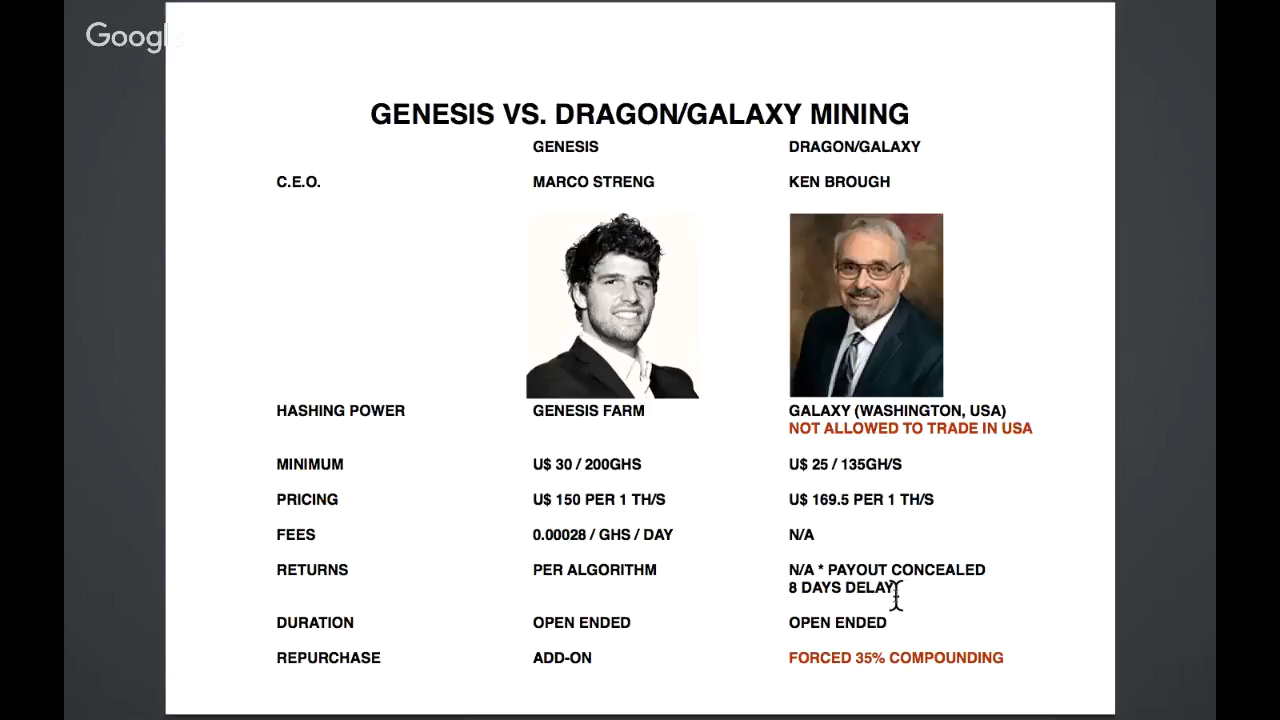 Google
GENESIS VS. DRAGON/GALAXY MINING
GENESIS DRAGON/GALAXY
C.E.O. MARCO STRENG KEN BROUGH
HASHING POWER GENESIS FARM GALAXY (WASHINGTON, USA)
NOT ALLOWED TO TRADE IN USA
MINIMUM U$ 30 / 200GHS U$ 25 / 135GH/S
PRICING U$ 150 PER 1 TH/S U$ 169.5 PER 1 TH/S
FEES 0.00028 / GHS / DAY N/A
RETURNS PER ALGORITHM N/A * PAYOUT CONCEALED
8 DAYS DELAY
DURATION OPEN ENDED OPEN ENDED
REPURCHASE ADD-ON FORCED 35% COMPOUNDING